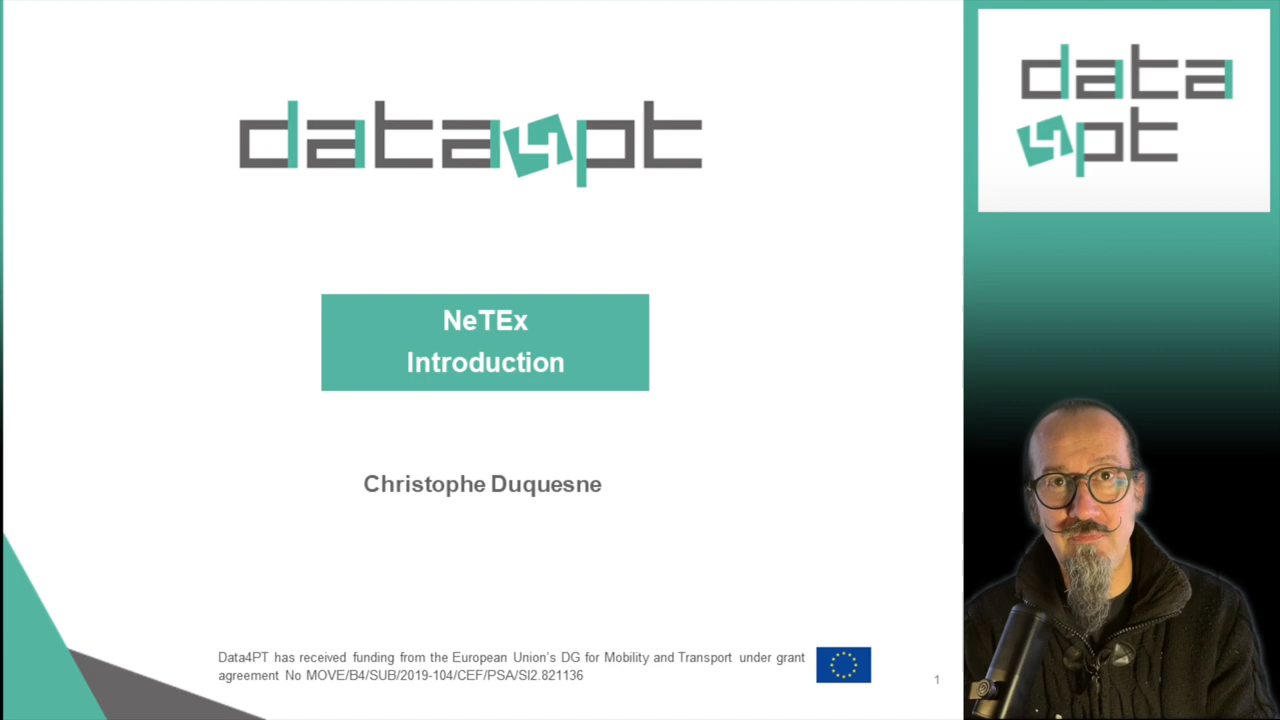 data4pt
data
4pt
NeTEx
Introduction
Christophe Duquesne
Data4PT has received funding from the European Union's DG for Mobility and Transport under grant
agreement No MOVE/B4/SUB/2019-104/CEF/PSA/SI2.821136
1